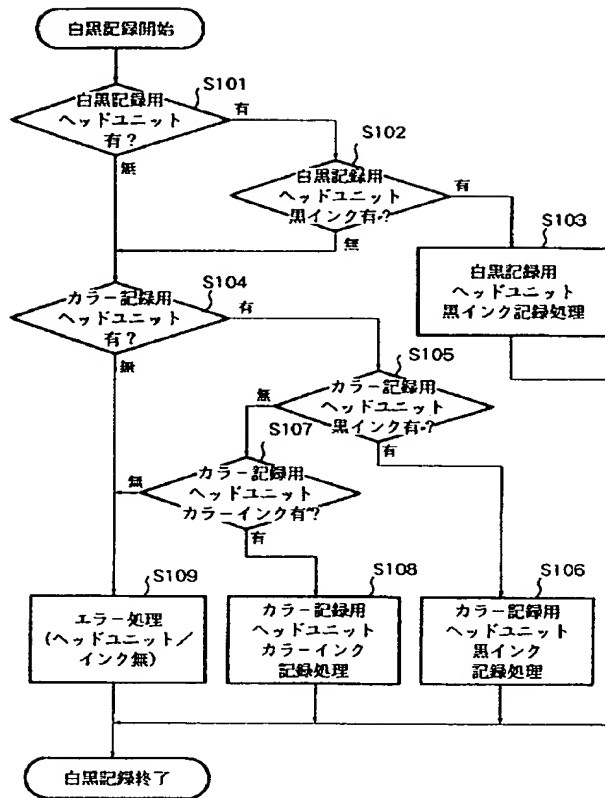 白黒記録開始
S101
白黒記録用
ヘッドユニット
有？
有
無
S102
白黒記録用
ヘッドユニット
黒インク有？
有
無
S103
白黒記録用
ヘッドユニット
黒インク記録処理
S104
カラー記録用
ヘッドユニット
有？
有
無
S105
カラー記録用
ヘッドユニット
黒インク有？
無
有
S107
カラー記録用
ヘッドユニット
カラーインク有？
無
有
S109
エラー処理
(ヘッドユニット／
インク無)
S108
カラー記録用
ヘッドユニット
カラーインク
記録処理
S106
カラー記録用
ヘッドユニット
黒インク
記録処理
白黒記録終了